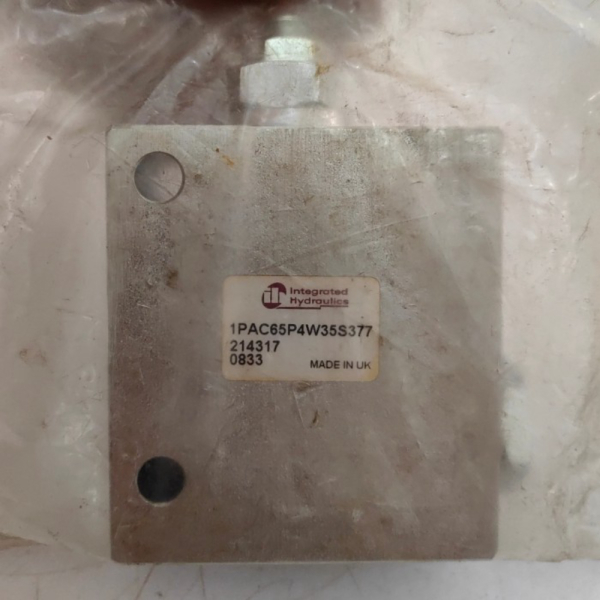 Integrated
Hydraulics
1PAC65P4W35S377
214317
0833
MADE IN UK